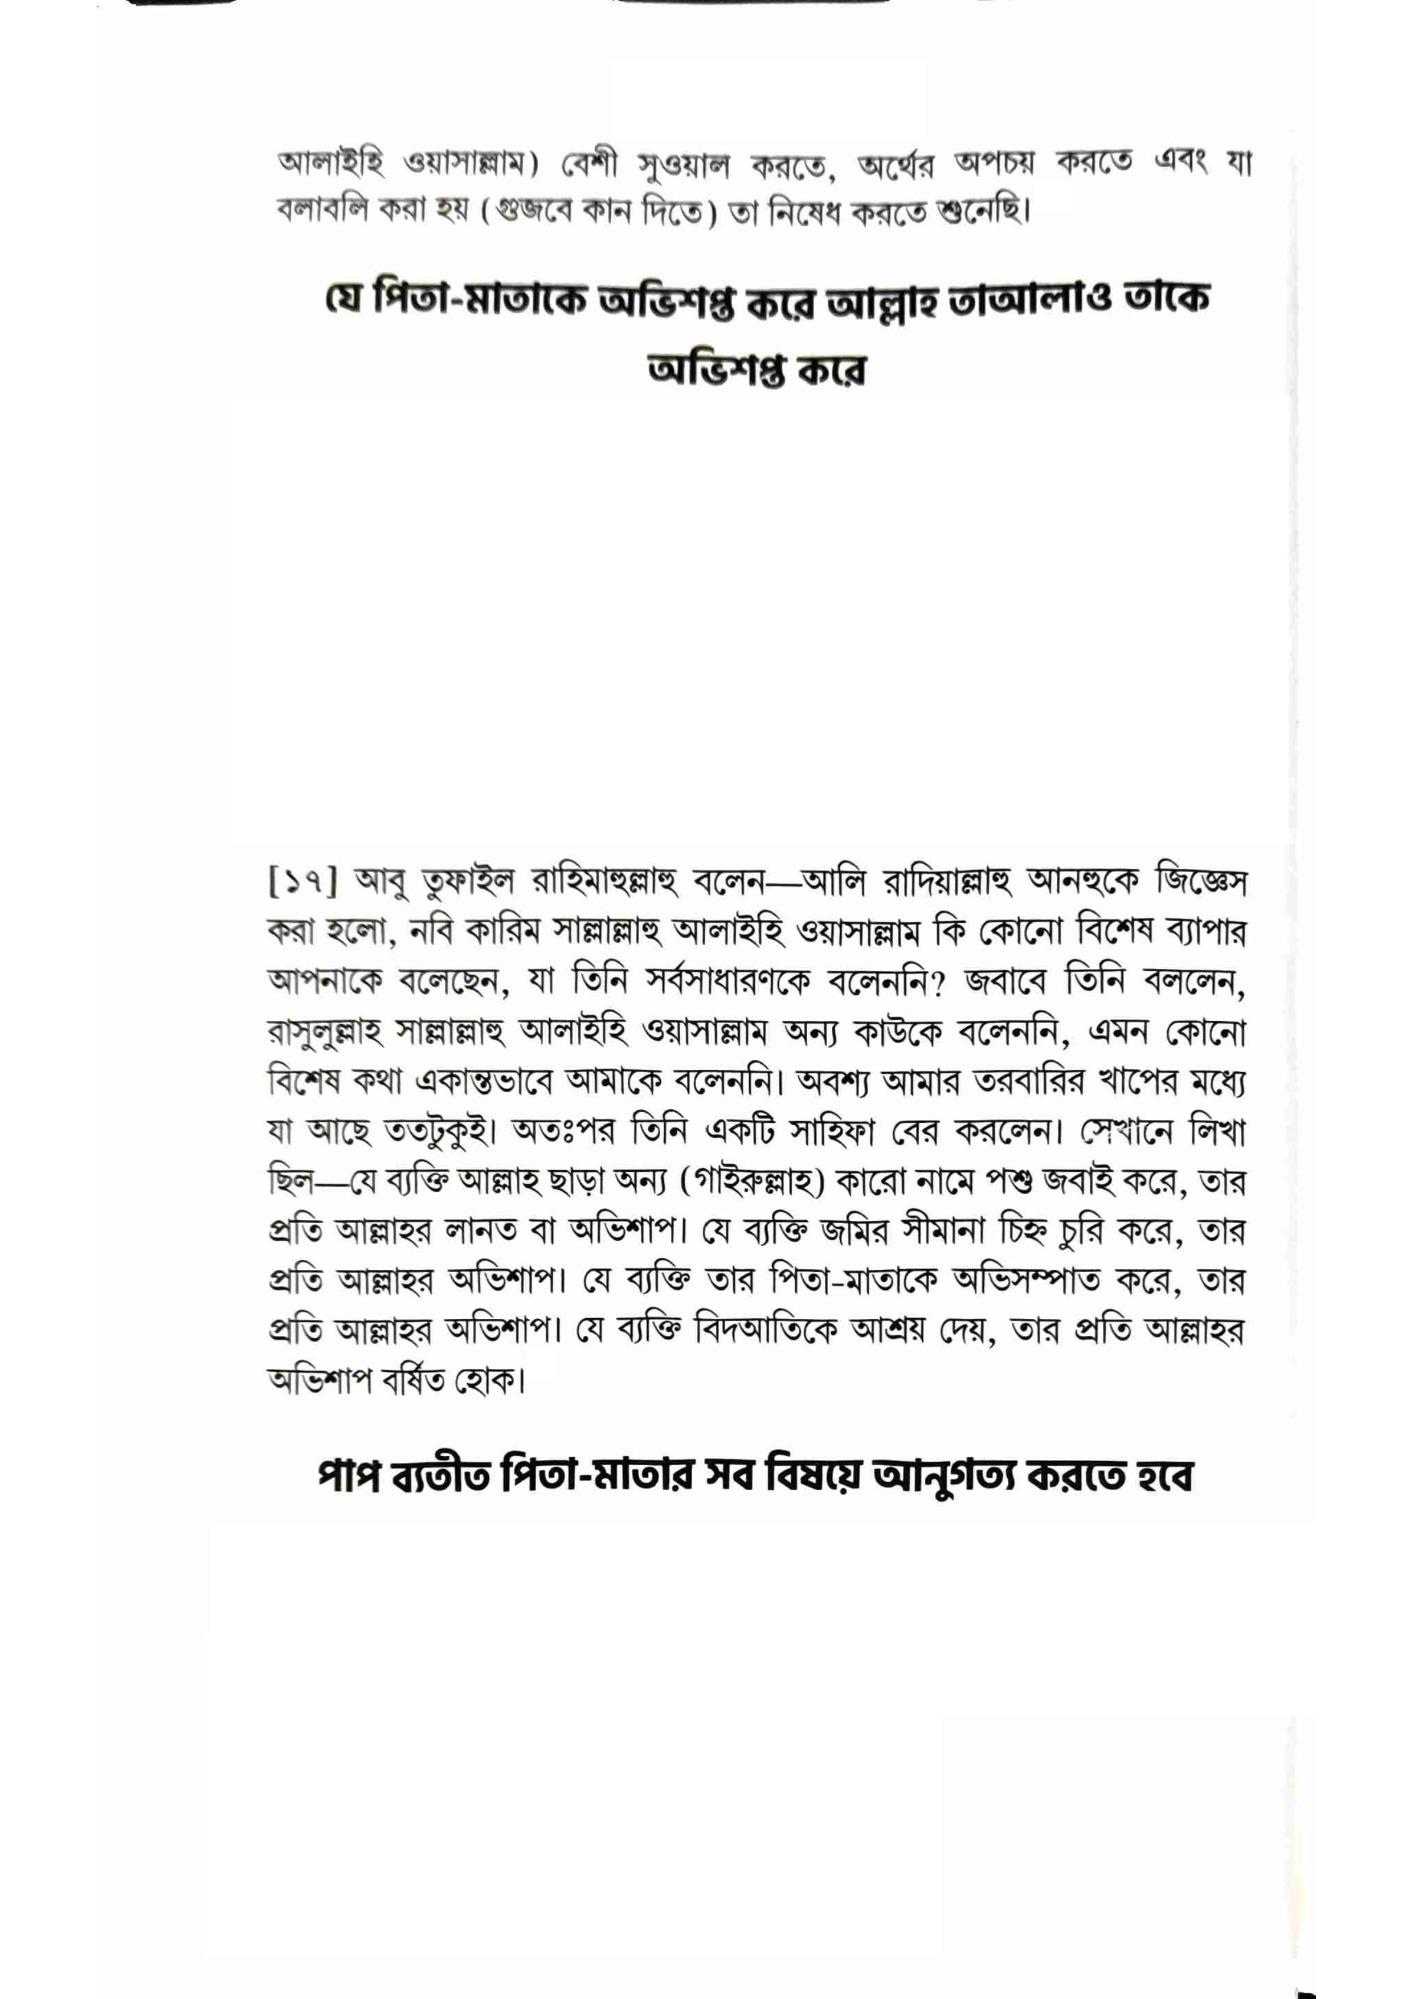 আলাইহি ওয়াসাল্লাম) বেশী সুওয়াল করতে, অর্থের অপচয় করতে এবং যা
বলাবলি করা হয় (গুজবে কান দিতে) তা নিষেধ করতে শুনেছি।
যে পিতা-মাতাকে অভিশপ্ত করে আল্লাহ তাআলাও তাকে
অভিশপ্ত করে
[১৭] আবু তুফাইল রাহিমাহুল্লাহু বলেন—আলি রাদিয়াল্লাহু আনহুকে জিজ্ঞেস
করা হলো, নবি কারিম সাল্লাল্লাহু আলাইহি ওয়াসাল্লাম কি কোনো বিশেষ ব্যাপার
আপনাকে বলেছেন, যা তিনি সর্বসাধারণকে বলেননি? জবাবে তিনি বললেন,
রাসুলুল্লাহ সাল্লাল্লাহু আলাইহি ওয়াসাল্লাম অন্য কাউকে বলেননি, এমন কোনো
বিশেষ কথা একান্তভাবে আমাকে বলেননি। অবশ্য আমার তরবারির খাপের মধ্যে
যা আছে ততটুকুই। অতঃপর তিনি একটি সাহিফা বের করলেন। সেখানে লিখা
ছিল—যে ব্যক্তি আল্লাহ ছাড়া অন্য (গাইরুল্লাহ) কারো নামে পশু জবাই করে, তার
প্রতি আল্লাহর লানত বা অভিশাপ। যে ব্যক্তি জমির সীমানা চিহ্ন চুরি করে, তার
প্রতি আল্লাহর অভিশাপ। যে ব্যক্তি তার পিতা-মাতাকে অভিসম্পাত করে, তার
প্রতি আল্লাহর অভিশাপ। যে ব্যক্তি বিদআতিকে আশ্রয় দেয়, তার প্রতি আল্লাহর
অভিশাপ বর্ষিত হোক।
পাপ ব্যতীত পিতা-মাতার সব বিষয়ে আনুগত্য করতে হবে